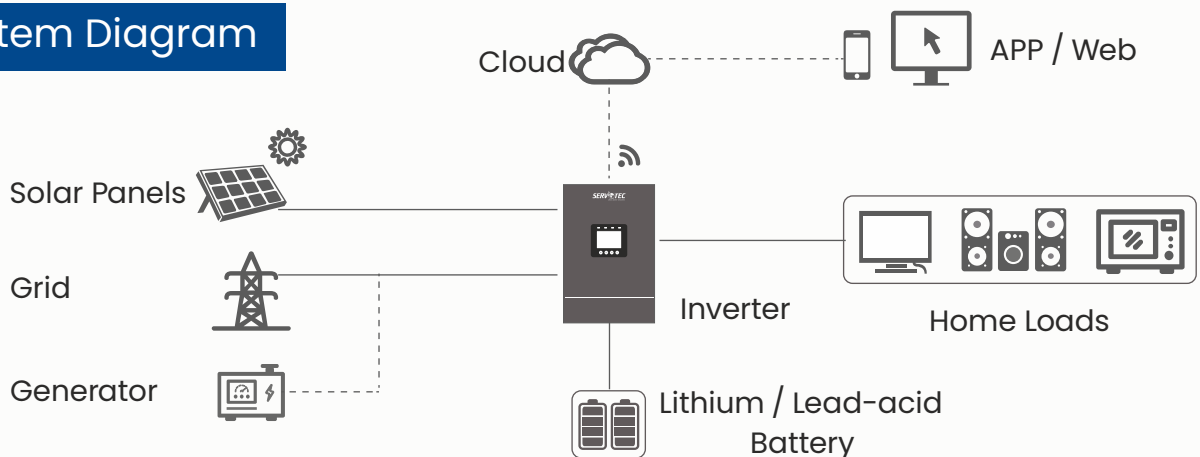 tem Diagram
Cloud
APP / Web
Solar Panels
SERVOTEC
Grid
Inverter
Home Loads
Generator
Lithium / Lead-acid
Battery